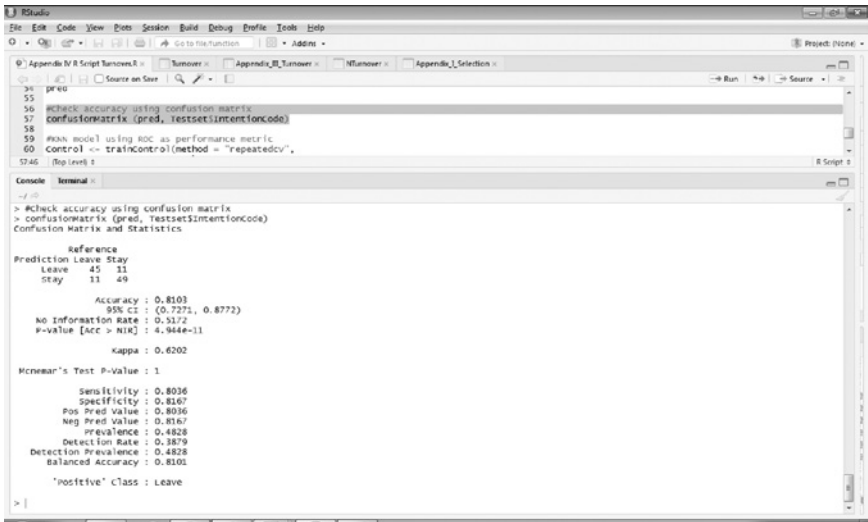 RStudio
File Edit Code View Plots Session Build Debug Profile Tools Help
Go to file/function Addins Project: (None)
Appendix IV R Script Turnover.R Turnover Appendix_III_Turnover NTurnover Appendix_I_Selection
Source on Save Run Source
54 pred
55
56 #Check accuracy using confusion matrix
57 confusionMatrix (pred, Testset$IntentionCode)
58
59 #KNN model using ROC as performance metric
60 Control <- trainControl(method = "repeatedcv",
57:46 (Top Level) R Script
Console Terminal
~/
> #Check accuracy using confusion matrix
> confusionMatrix (pred, Testset$IntentionCode)
Confusion Matrix and Statistics
Reference
Prediction Leave Stay
Leave 45 11
Stay 11 49
Accuracy : 0.8103
95% CI : (0.7271, 0.8772)
No Information Rate : 0.5172
P-Value [Acc > NIR] : 4.944e-11
Kappa : 0.6202
Mcnemar's Test P-Value : 1
Sensitivity : 0.8036
Specificity : 0.8167
Pos Pred Value : 0.8036
Neg Pred Value : 0.8167
Prevalence : 0.4828
Detection Rate : 0.3879
Detection Prevalence : 0.4828
Balanced Accuracy : 0.8101
'Positive' Class : Leave
>